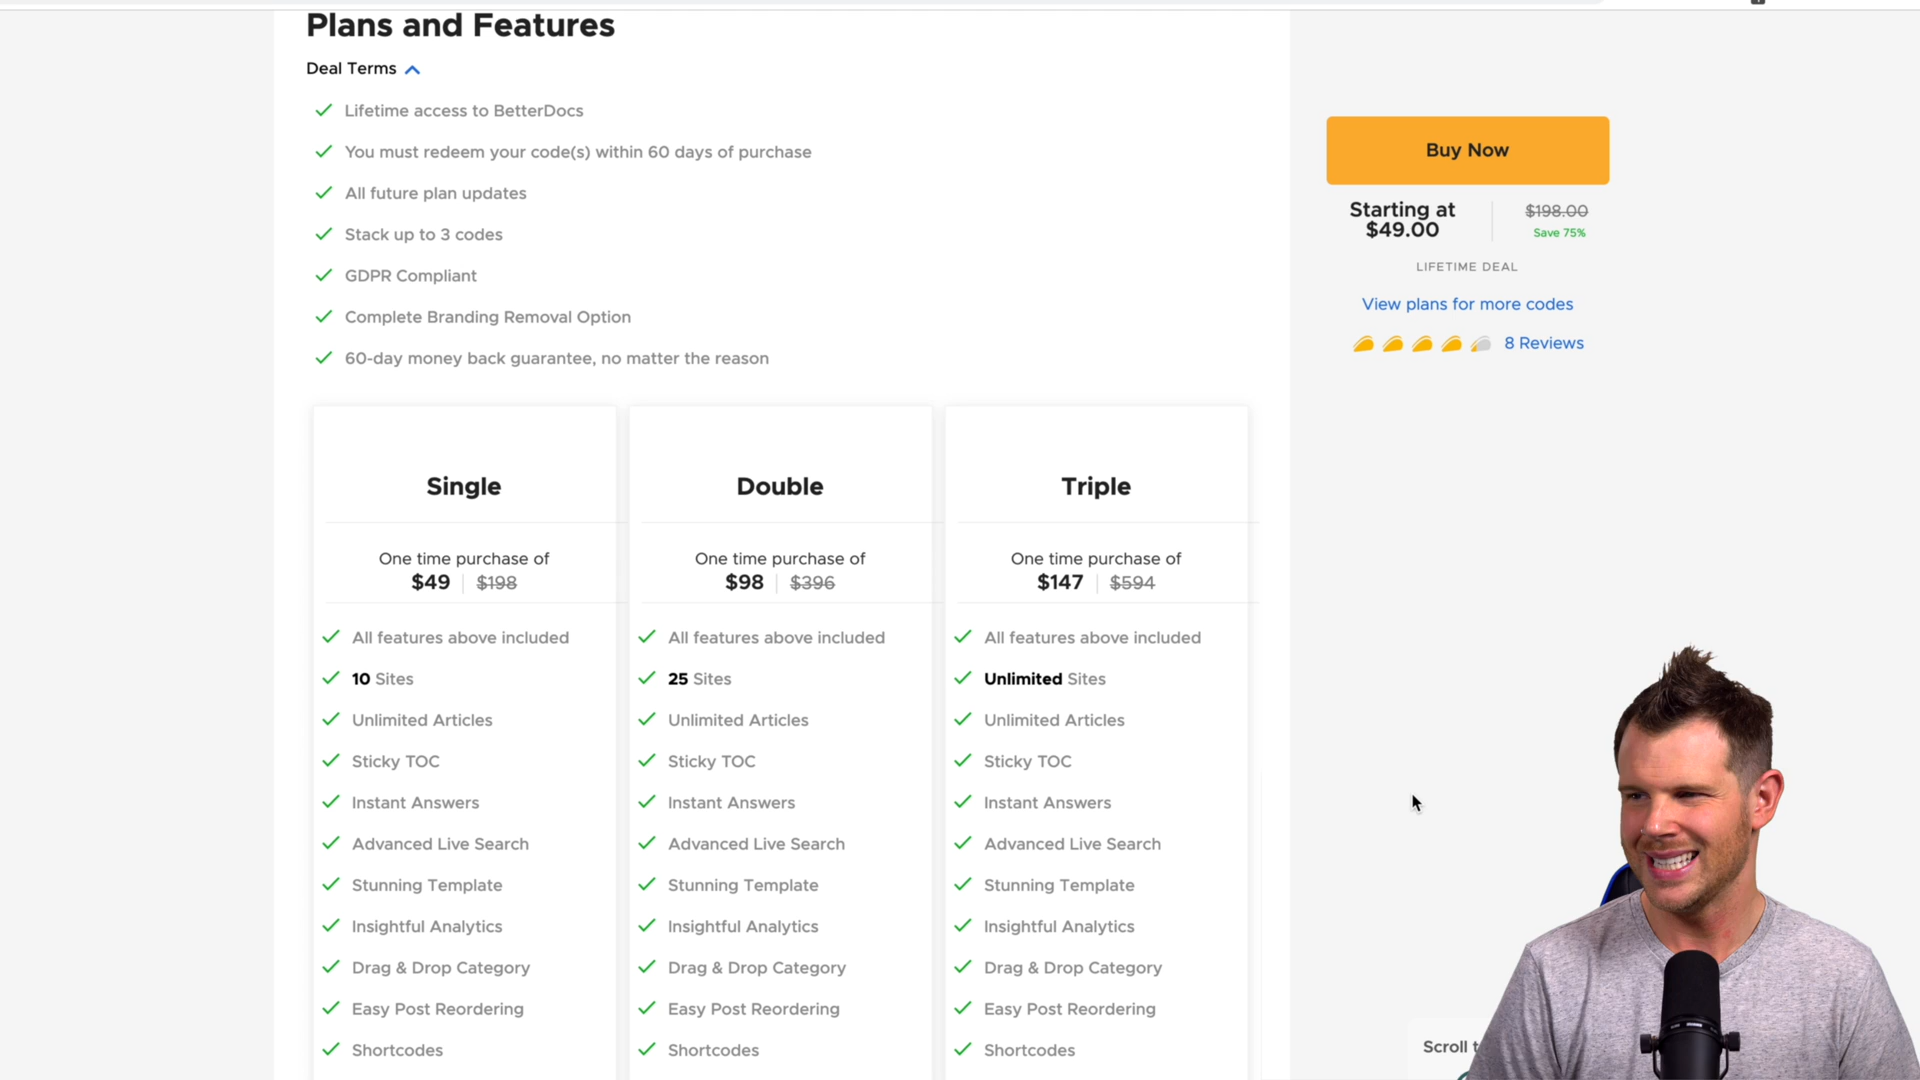 Plans and Features
Deal Terms
Lifetime access to BetterDocs
You must redeem your code(s) within 60 days of purchase
All future plan updates
Stack up to 3 codes
GDPR Compliant
Complete Branding Removal Option
60-day money back guarantee, no matter the reason
Buy Now
Starting at
$49.00
$198.00
Save 75%
LIFETIME DEAL
View plans for more codes
8 Reviews
Single
One time purchase of
$49 $198
All features above included
10 Sites
Unlimited Articles
Sticky TOC
Instant Answers
Advanced Live Search
Stunning Template
Insightful Analytics
Drag & Drop Category
Easy Post Reordering
Shortcodes
Double
One time purchase of
$98 $396
All features above included
25 Sites
Unlimited Articles
Sticky TOC
Instant Answers
Advanced Live Search
Stunning Template
Insightful Analytics
Drag & Drop Category
Easy Post Reordering
Shortcodes
Triple
One time purchase of
$147 $594
All features above included
Unlimited Sites
Unlimited Articles
Sticky TOC
Instant Answers
Advanced Live Search
Stunning Template
Insightful Analytics
Drag & Drop Category
Easy Post Reordering
Shortcodes
Scroll